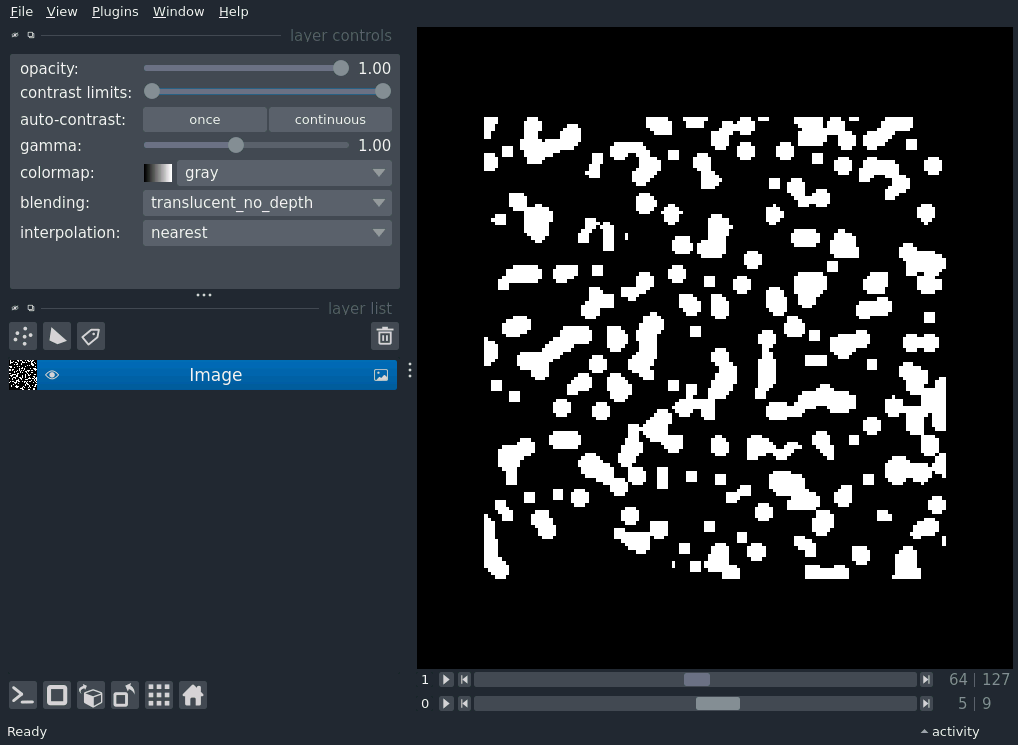 File View Plugins Window Help
layer controls
opacity: 1.00
contrast limits:
auto-contrast: once continuous
gamma: 1.00
colormap: gray
blending: translucent_no_depth
interpolation: nearest
layer list
Image
1 64 | 127
0 5 | 9
Ready activity